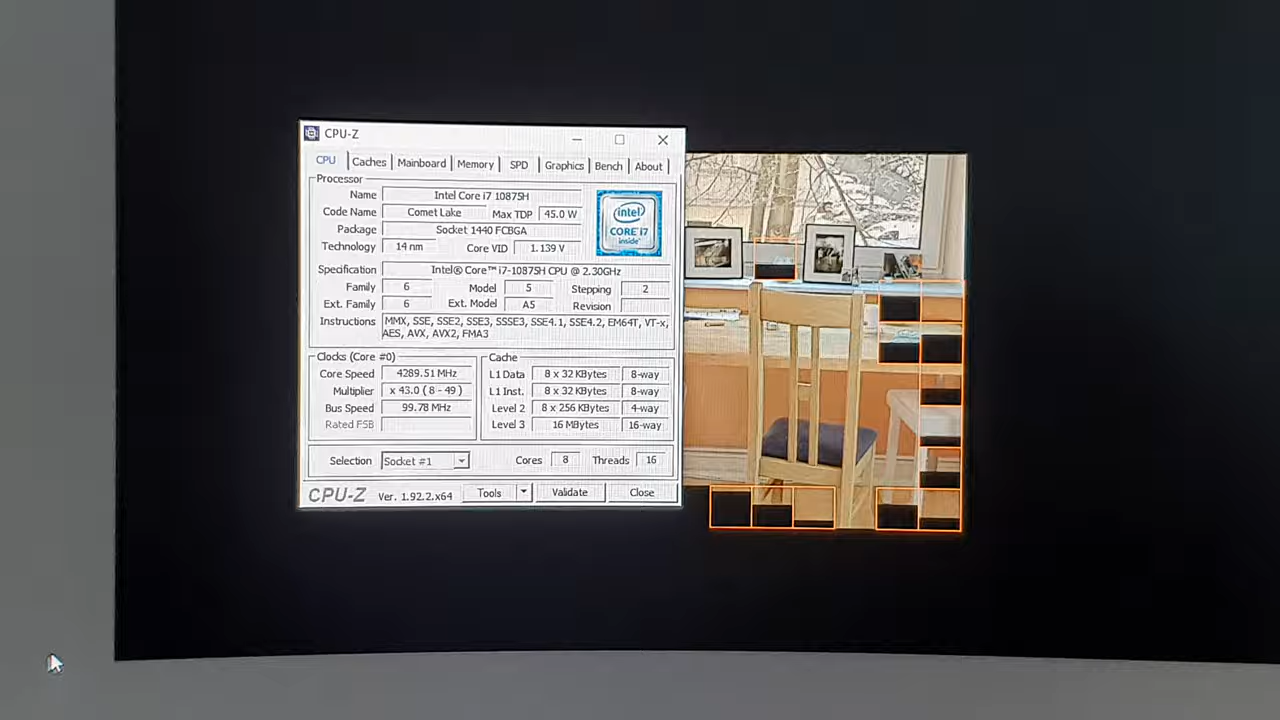 CPU-Z
CPU Caches Mainboard Memory SPD Graphics Bench About
Processor
Name Intel Core i7 10875H
Code Name Comet Lake Max TDP 45.0 W
Package Socket 1440 FCBGA
Technology 14 nm Core VID 1.139 V
intel
CORE i7
inside
Specification Intel® Core™ i7-10875H CPU @ 2.30GHz
Family 6 Model 5 Stepping 2
Ext. Family 6 Ext. Model A5 Revision
Instructions MMX, SSE, SSE2, SSE3, SSSE3, SSE4.1, SSE4.2, EM64T, VT-x,
AES, AVX, AVX2, FMA3
Clocks (Core #0) Cache
Core Speed 4289.51 MHz L1 Data 8 x 32 KBytes 8-way
Multiplier x 43.0 ( 8 - 49 ) L1 Inst. 8 x 32 KBytes 8-way
Bus Speed 99.78 MHz Level 2 8 x 256 KBytes 4-way
Rated FSB Level 3 16 MBytes 16-way
Selection Socket #1 Cores 8 Threads 16
CPU-Z Ver. 1.92.2.x64 Tools Validate Close